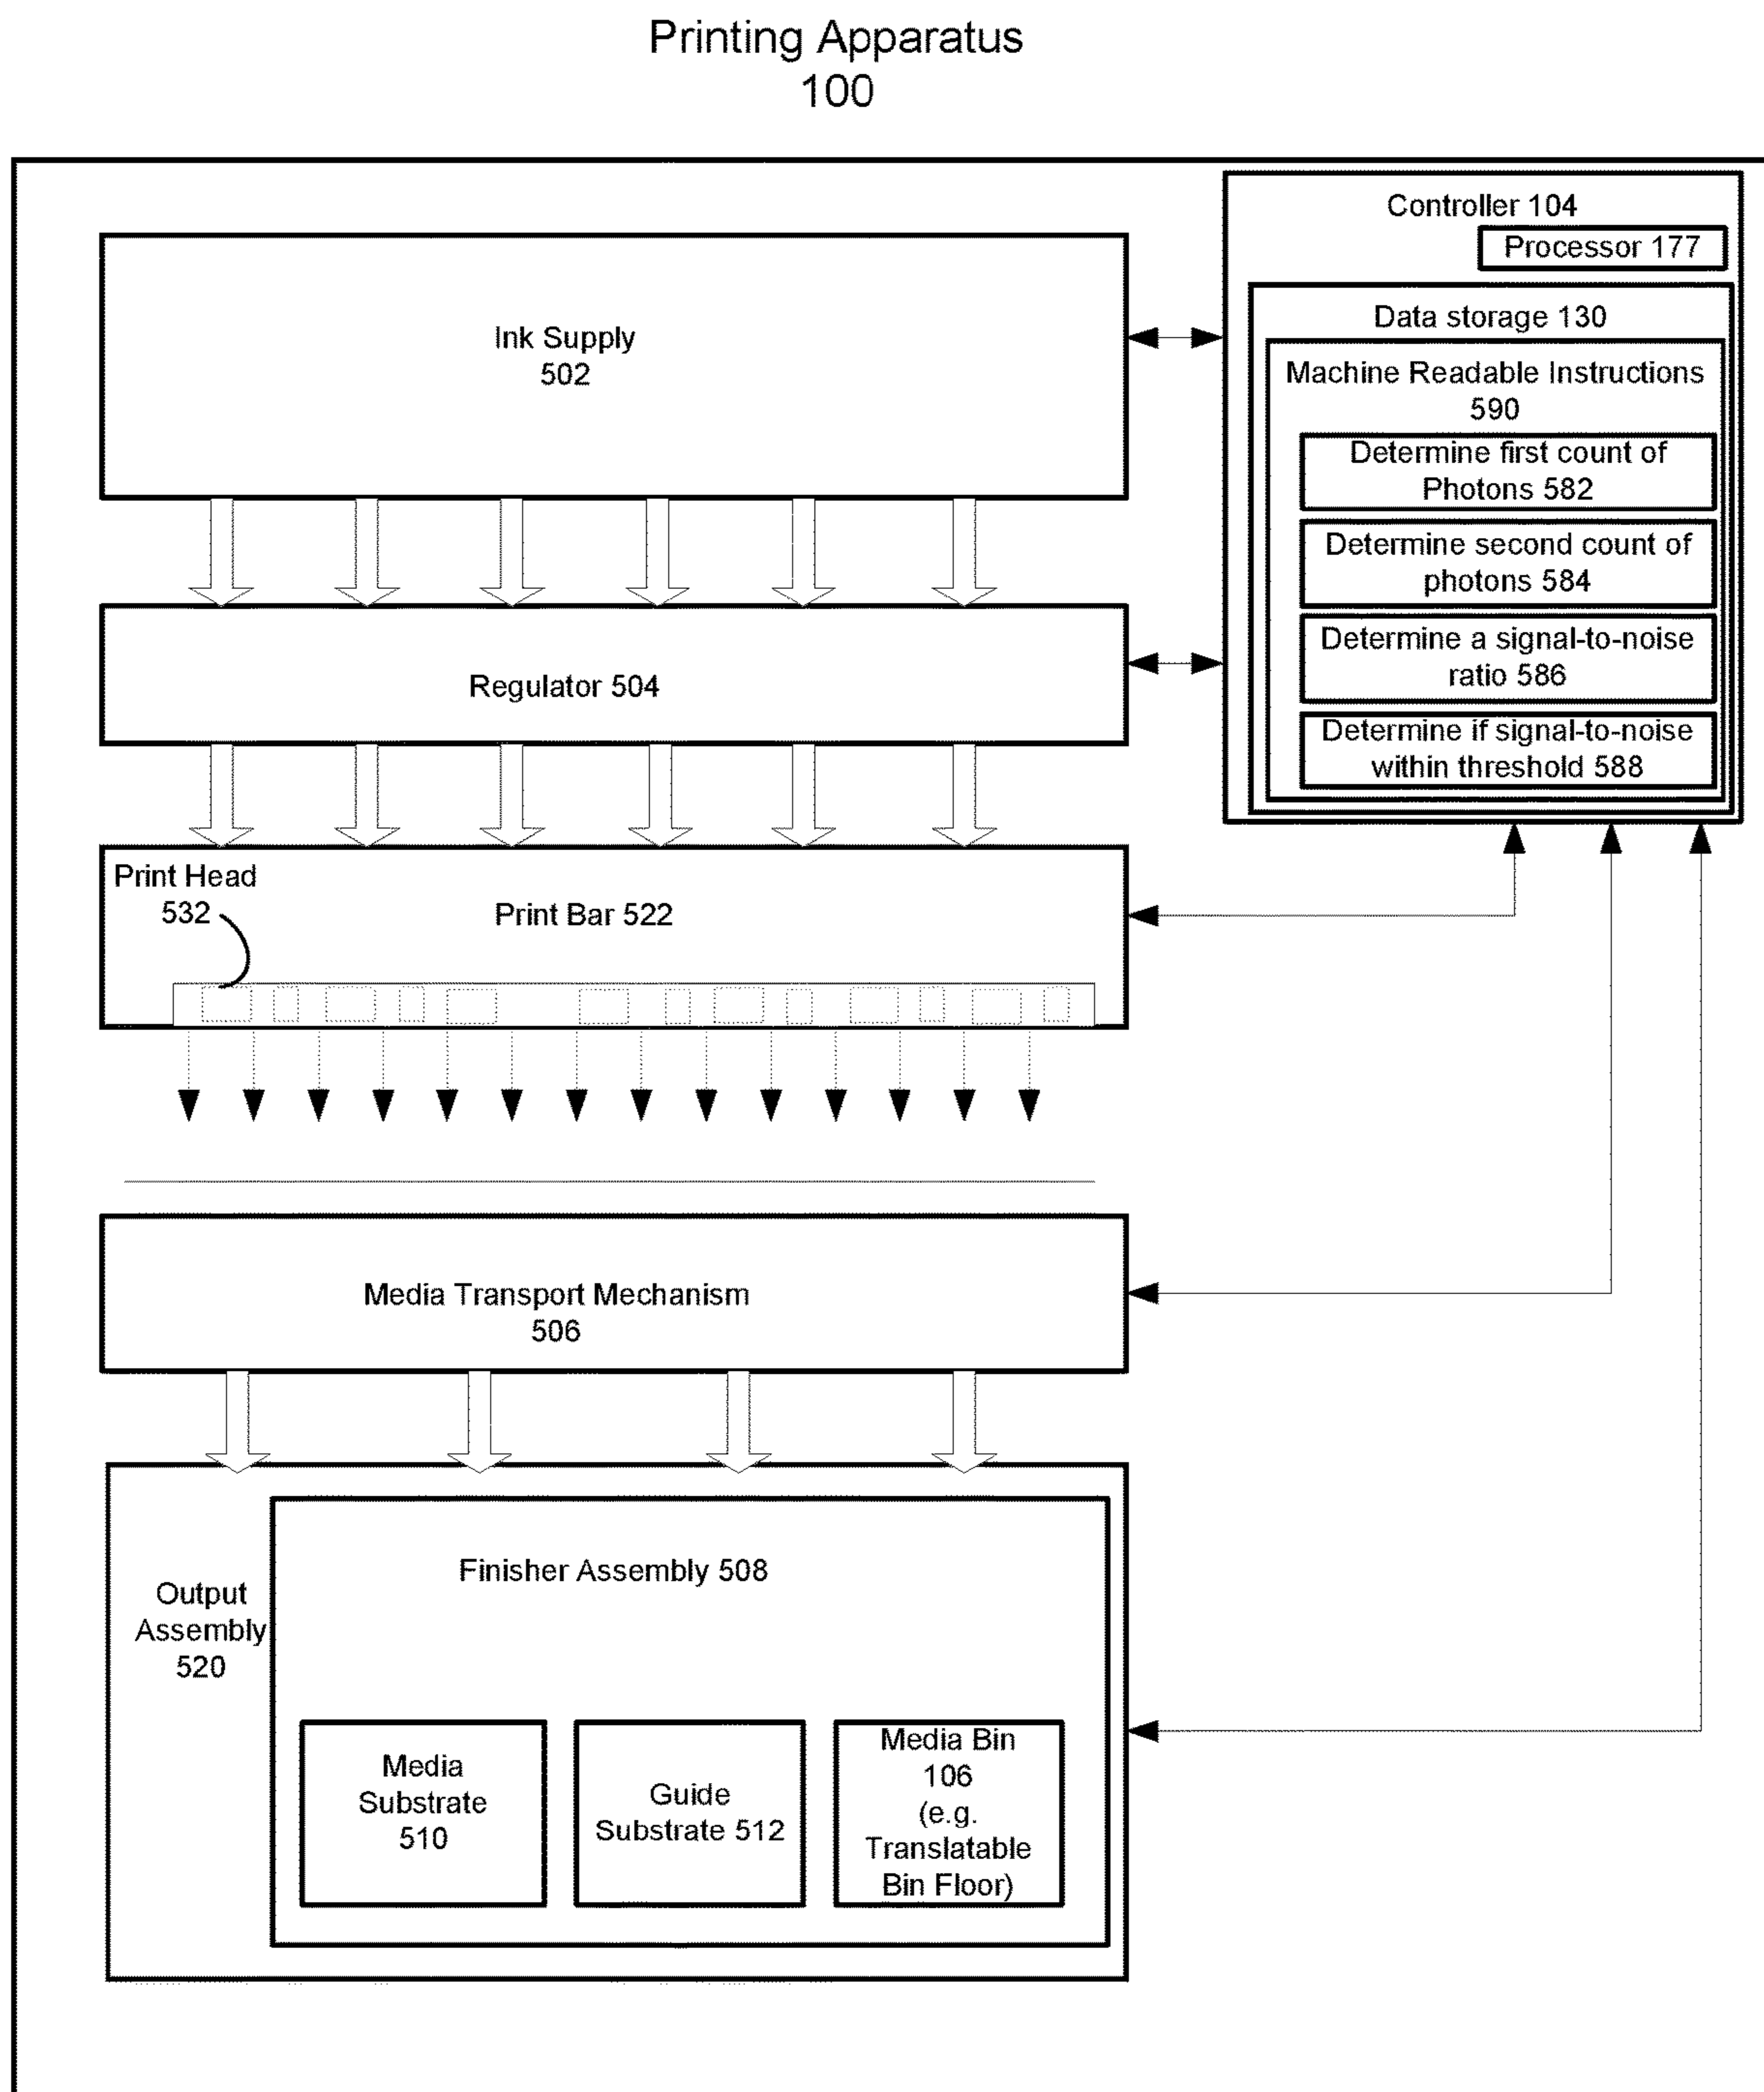 Printing Apparatus
100
Controller 104
Processor 177
Data storage 130
Machine Readable Instructions
590
Determine first count of
Photons 582
Determine second count of
photons 584
Determine a signal-to-noise
ratio 586
Determine if signal-to-noise
within threshold 588
Ink Supply
502
Regulator 504
Print Head
532
Print Bar 522
Media Transport Mechanism
506
Output
Assembly
520
Finisher Assembly 508
Media
Substrate
510
Guide
Substrate 512
Media Bin
106
(e.g.
Translatable
Bin Floor)